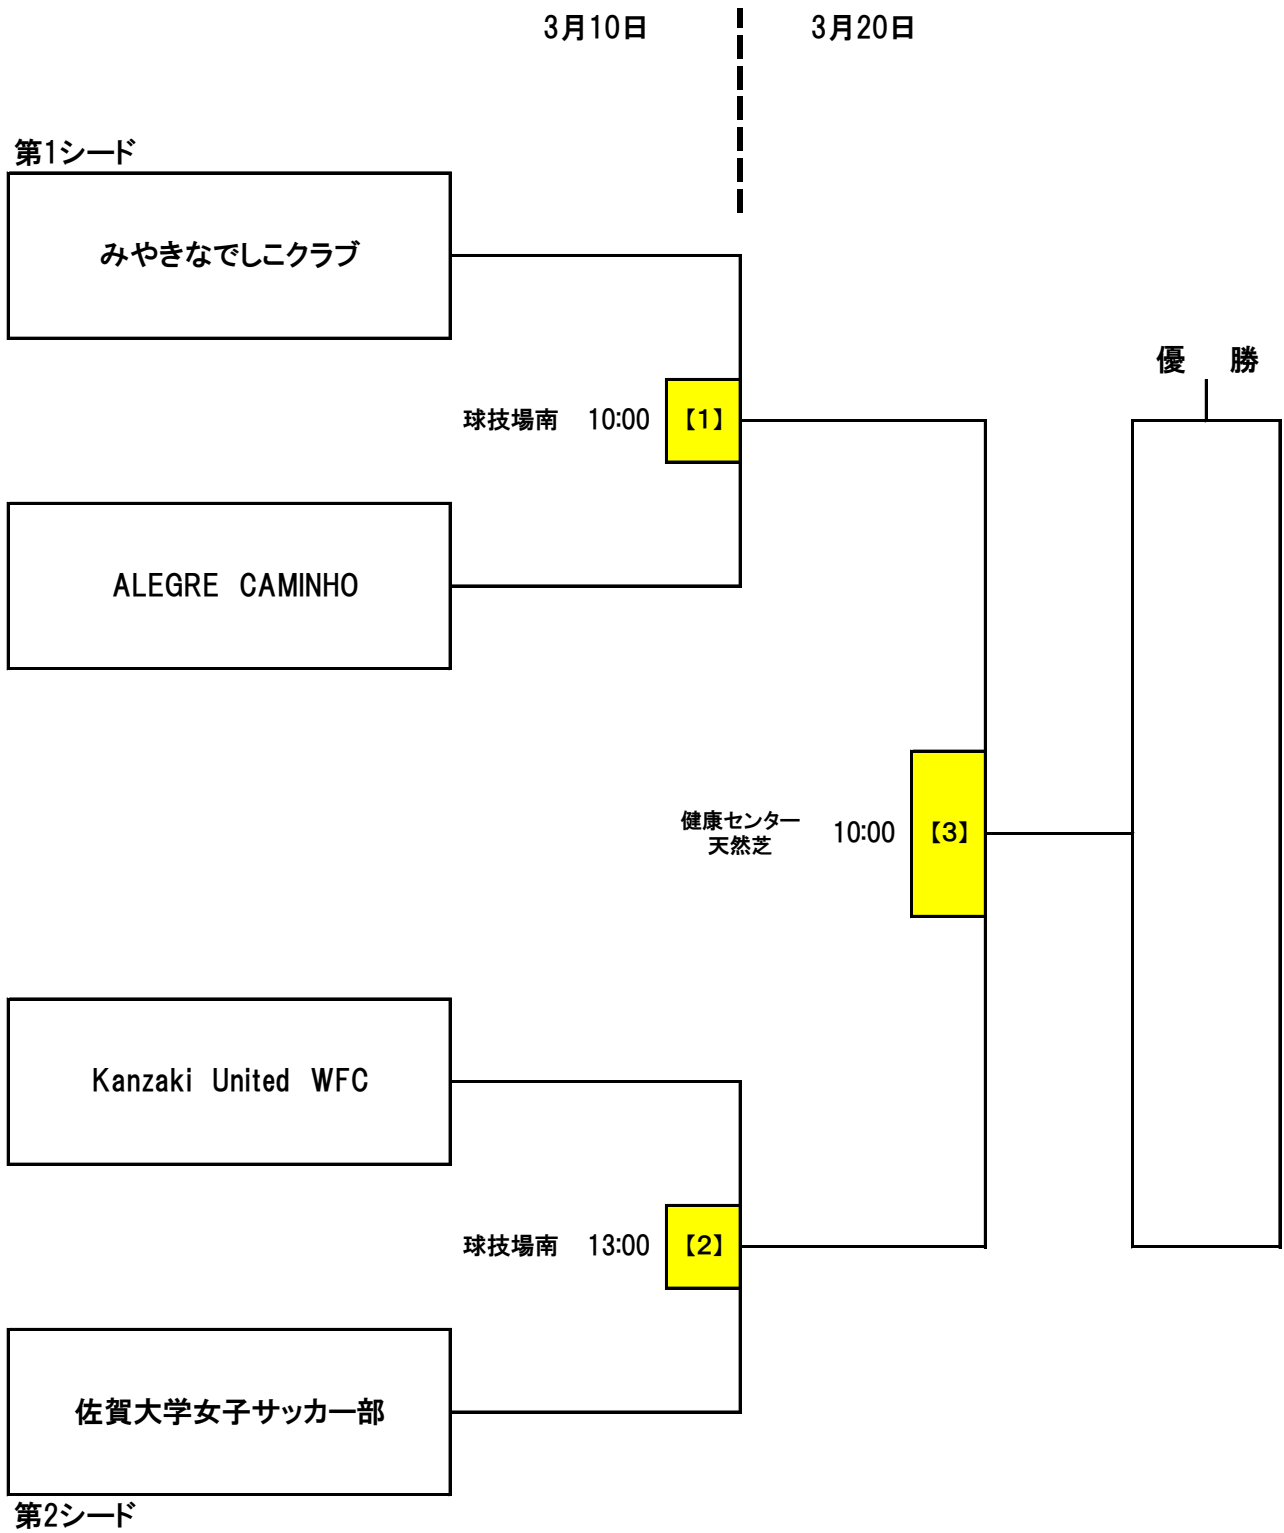 3月10日
3月20日
第1シード
みやきなでしこクラブ
優　勝
球技場南　10:00　【1】
ALEGRE　CAMINHO
健康センター
天然芝
10:00　【3】
Kanzaki　United　WFC
球技場南　13:00　【2】
佐賀大学女子サッカー部
第2シード